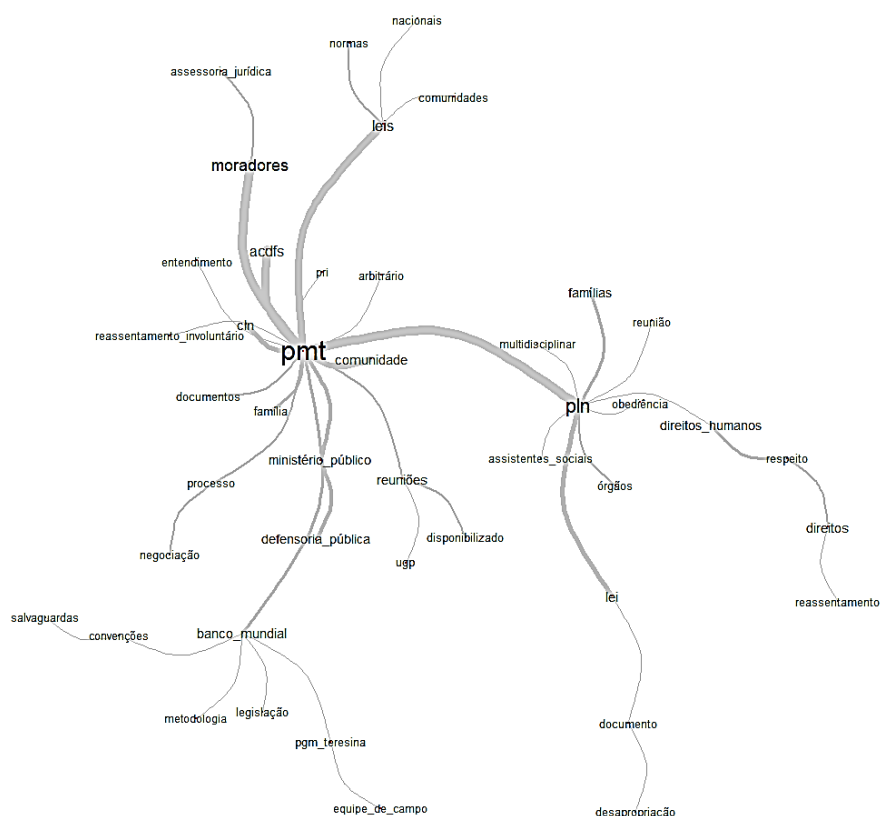 nacionais
normas
assessoria_jurídica
comunidades
leis
moradores
acdfs
entendimento
pri
arbitrário
famílias
reunião
cln
reassentamento_involuntário
pmt
comunidade
multidisciplinar
documentos
família
pln
obediência
direitos_humanos
ministério_público
assistentes_sociais
respeito
processo
reuniões
órgãos
negociação
defensoria_pública
disponibilizado
direitos
ugp
lei
reassentamento
salvaguardas
convenções
banco_mundial
metodologia
legislação
documento
pgm_teresina
equipe_de_campo
desapropriação